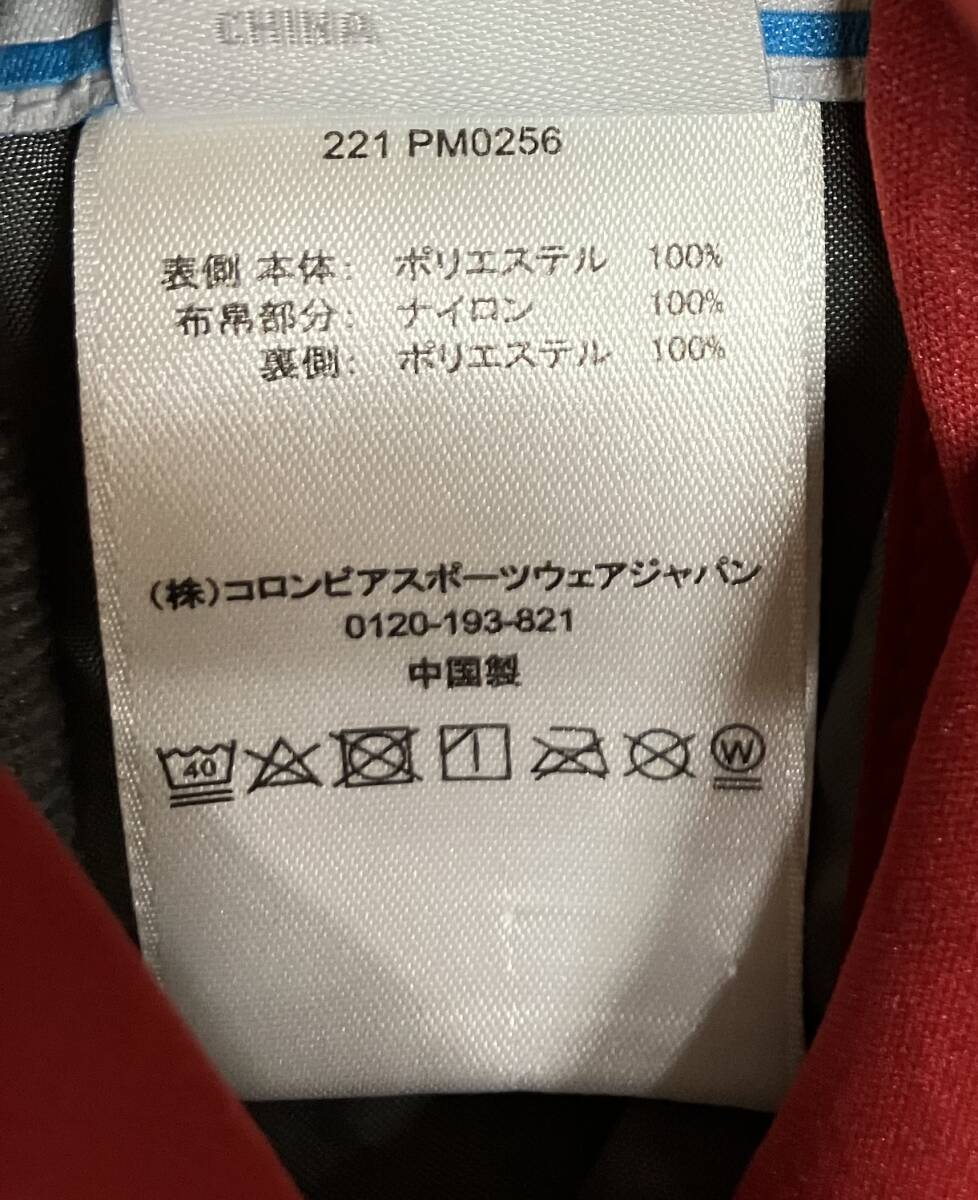 CHINA
221 PM0256
表側 本体: ポリエステル 100%
布帛部分: ナイロン 100%
裏側: ポリエステル 100%
(株)コロンビアスポーツウェアジャパン
0120-193-821
中国製
40 W